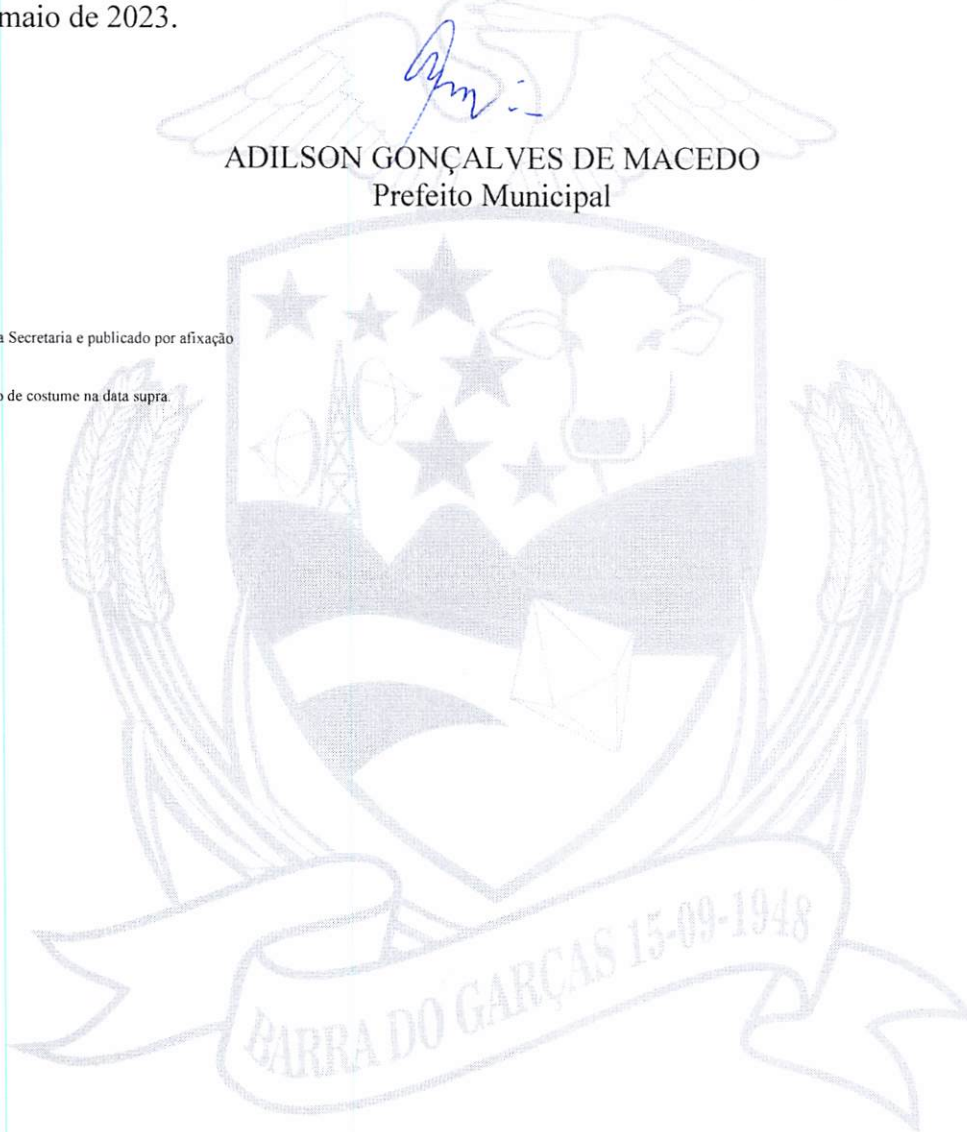 maio de 2023.
ADILSON GONÇALVES DE MACEDO
Prefeito Municipal
a Secretaria e publicado por afixação
o de costume na data supra.
BARRA DO GARÇAS 15-09-1948